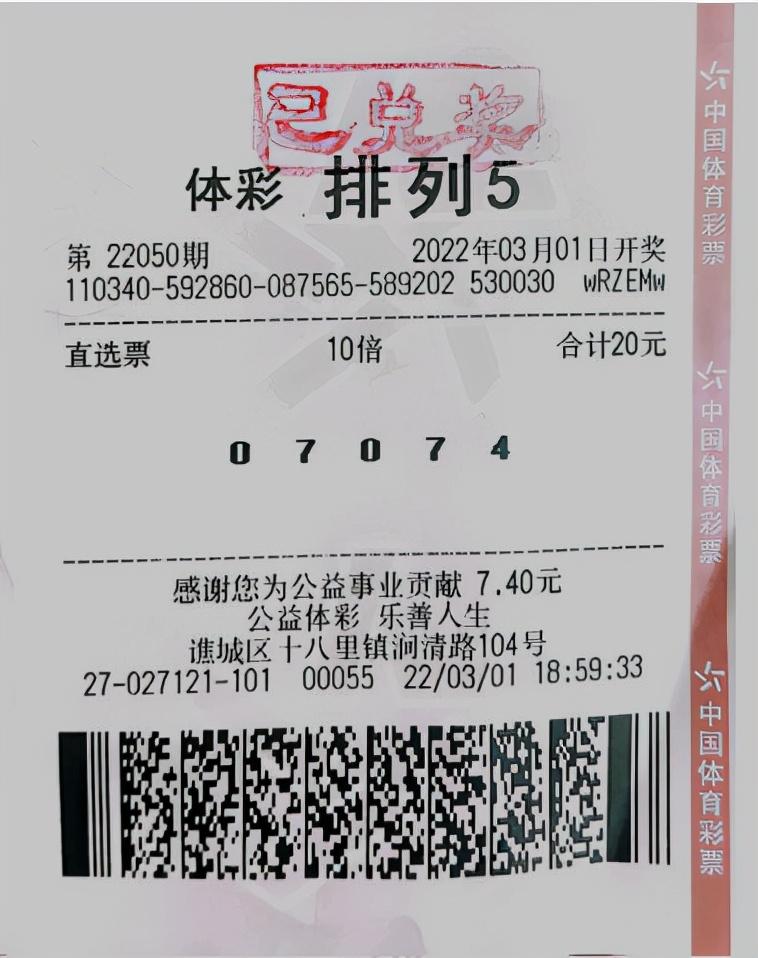 已兑奖
体彩 排列5
第 22050期 2022年03月01日开奖
110340-592860-087565-589202 530030 wRZEMw
直选票 10倍 合计20元
0 7 0 7 4
感谢您为公益事业贡献 7.40元
公益体彩 乐善人生
谯城区十八里镇涧清路104号
27-027121-101 00055 22/03/01 18:59:33
中国体育彩票
中国体育彩票
中国体育彩票